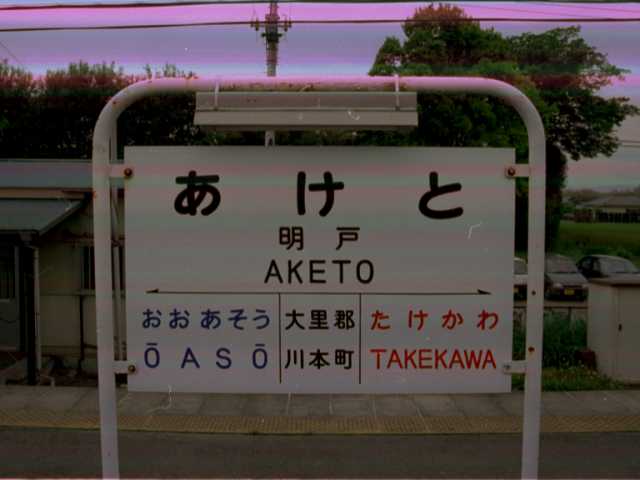 あけと
明戸
AKETO
おおあそう 大里郡 たけかわ
ŌASŌ 川本町 TAKEKAWA